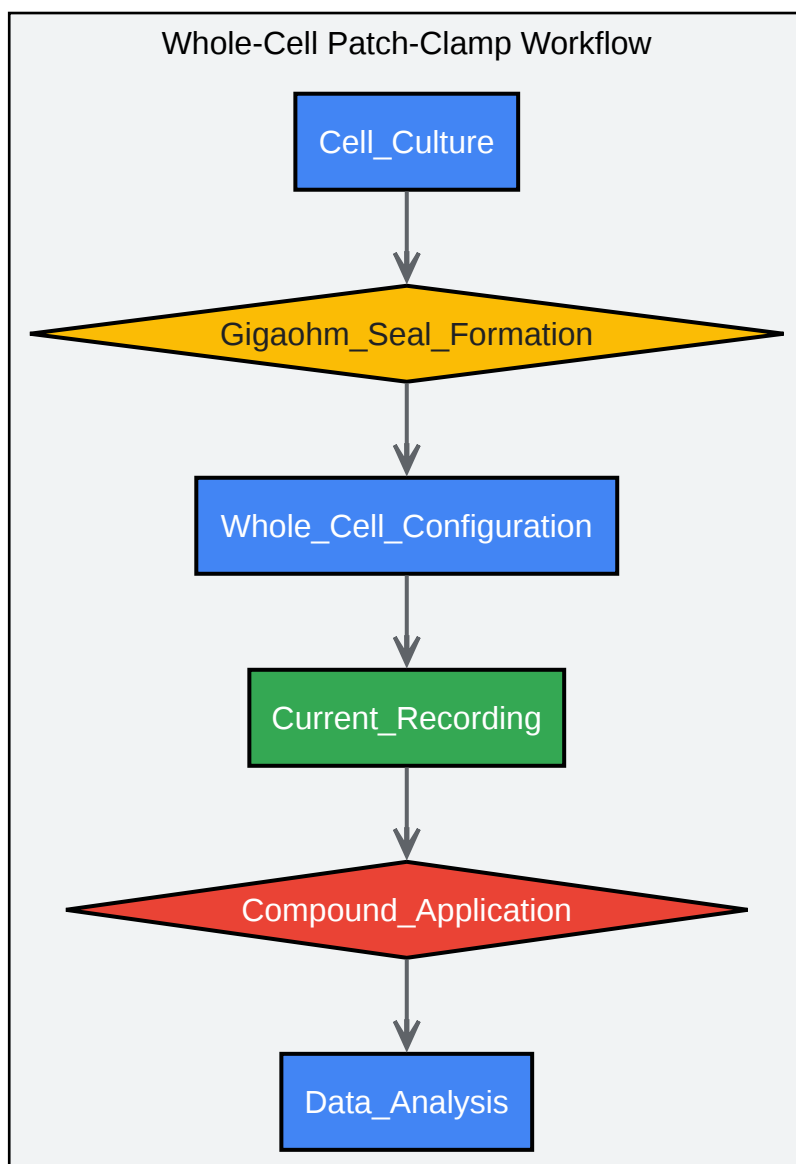 Whole-Cell Patch-Clamp Workflow
Cell_Culture
Gigaohm_Seal_Formation
Whole_Cell_Configuration
Current_Recording
Compound_Application
Data_Analysis